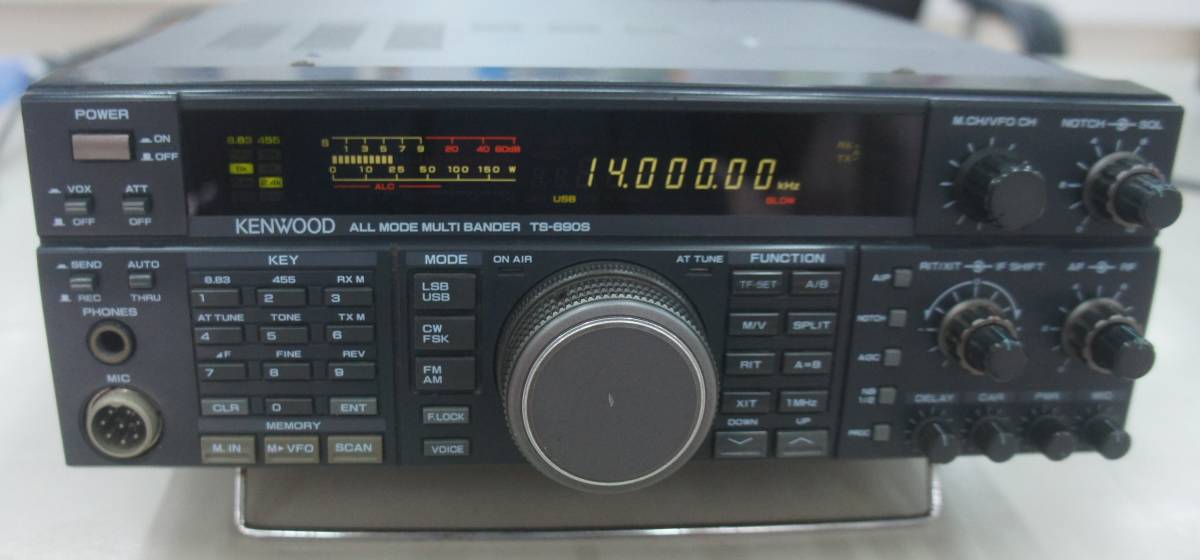 POWER
ON
OFF
VOX
ATT
OFF
OFF
8.83 455
S 1 3 5 7 9 20 40 60dB
0 10 25 50 100 150 W
ALC
14.000.00 kHz
USB
SLOW
M.CH/VFO CH
NOTCH SQL
KENWOOD ALL MODE MULTI BANDER TS-690S
SEND
REC
AUTO
THRU
PHONES
MIC
KEY
8.83 455 RX M
1 2 3
AT TUNE TONE TX M
4 5 6
⊿F FINE REV
7 8 9
CLR 0 ENT
MEMORY
M.IN M▶VFO SCAN
MODE
LSB
USB
CW
FSK
FM
AM
F.LOCK
VOICE
ON AIR
AT TUNE
FUNCTION
TF-SET A/B
M/V SPLIT
RIT A=B
XIT 1MHz
DOWN UP
AIP
NOTCH
AGC
NB
1/2
PROC
RIT/XIT IF SHIFT
AF RF
DELAY CAR PWR MIC